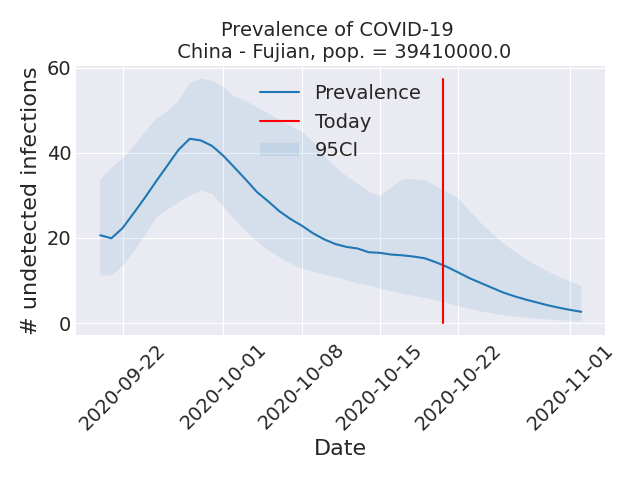 Prevalence of COVID-19
China - Fujian, pop. = 39410000.0
# undetected infections
60
40
20
0
Prevalence
Today
95CI
2020-09-22
2020-10-01
2020-10-08
2020-10-15
2020-10-22
2020-11-01
Date